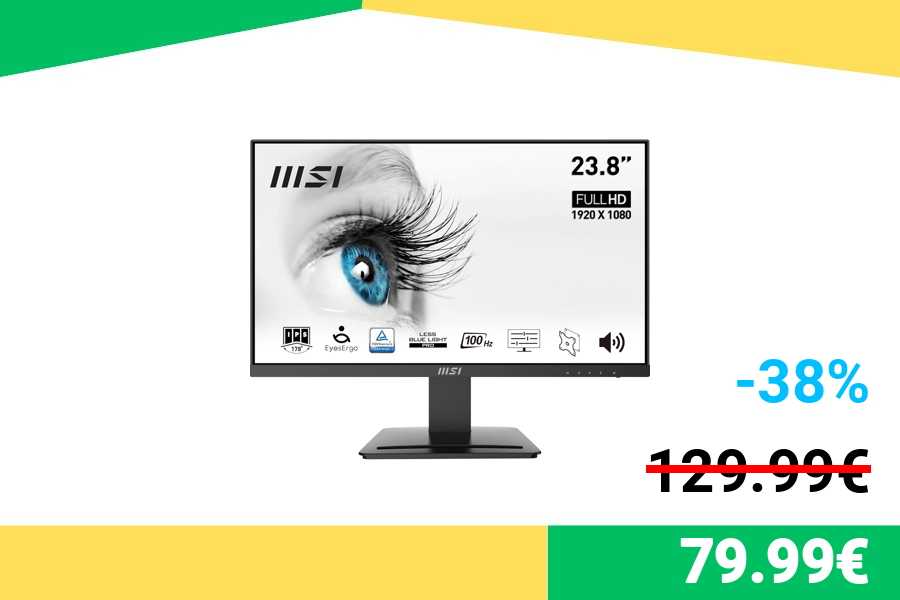 MSI
23.8”
FULL HD
1920 X 1080
IPS
178°
EyesErgo
LESS
BLUE LIGHT
PRO
100Hz
MSI
-38%
129.99€
79.99€